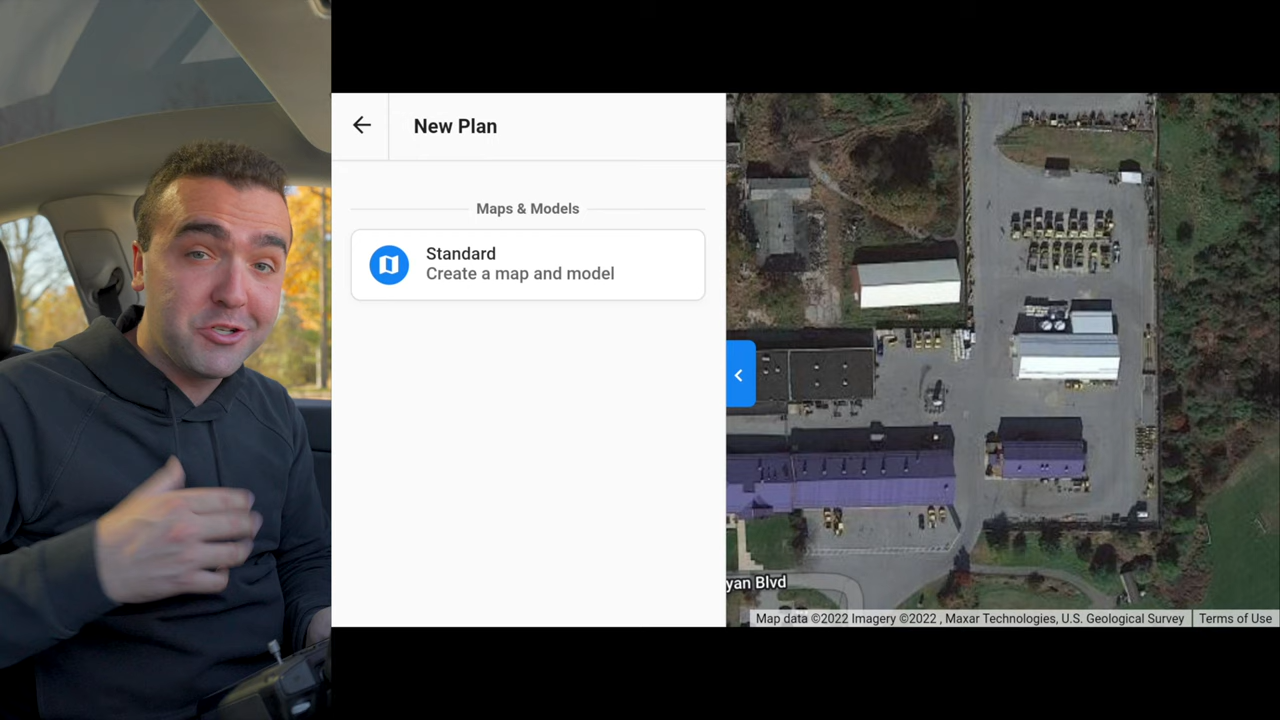 New Plan
Maps & Models
Standard
Create a map and model
yan Blvd
Map data ©2022 Imagery ©2022 , Maxar Technologies, U.S. Geological Survey
Terms of Use